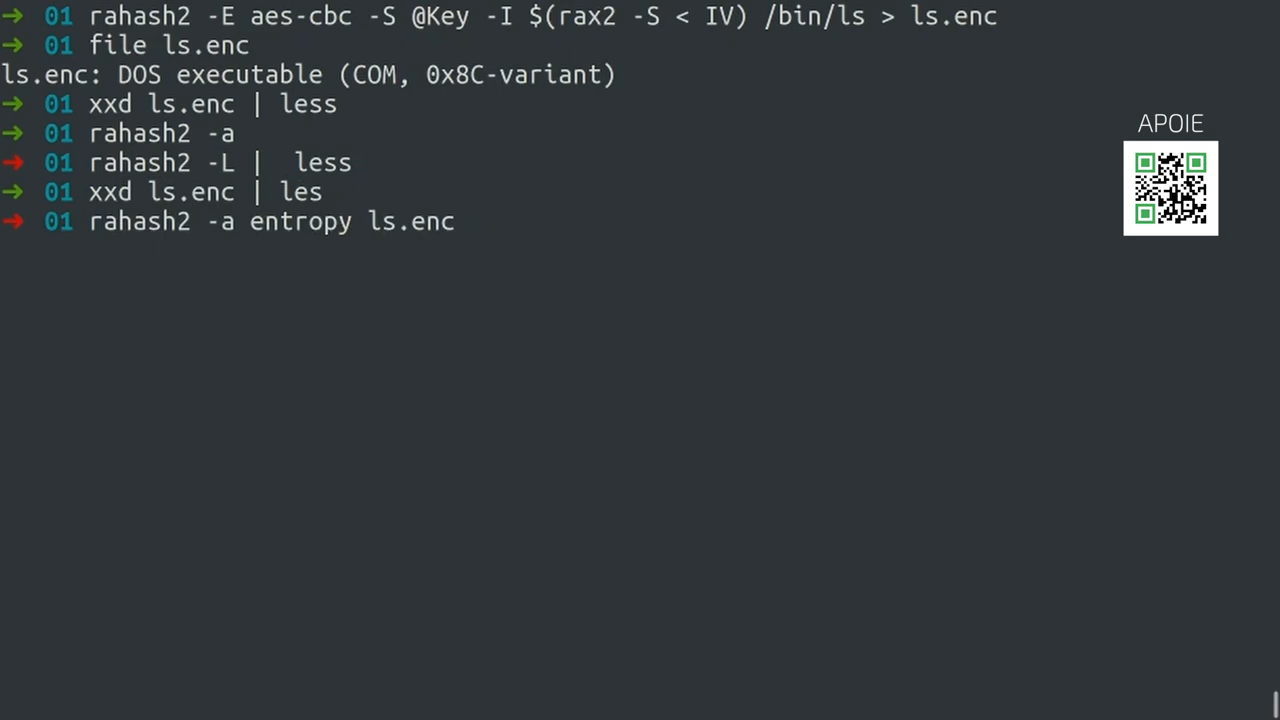 → 01 rahash2 -E aes-cbc -S @Key -I $(rax2 -S < IV) /bin/ls > ls.enc
→ 01 file ls.enc
ls.enc: DOS executable (COM, 0x8C-variant)
→ 01 xxd ls.enc | less
→ 01 rahash2 -a
→ 01 rahash2 -L |  less
→ 01 xxd ls.enc | les
→ 01 rahash2 -a entropy ls.enc
APOIE